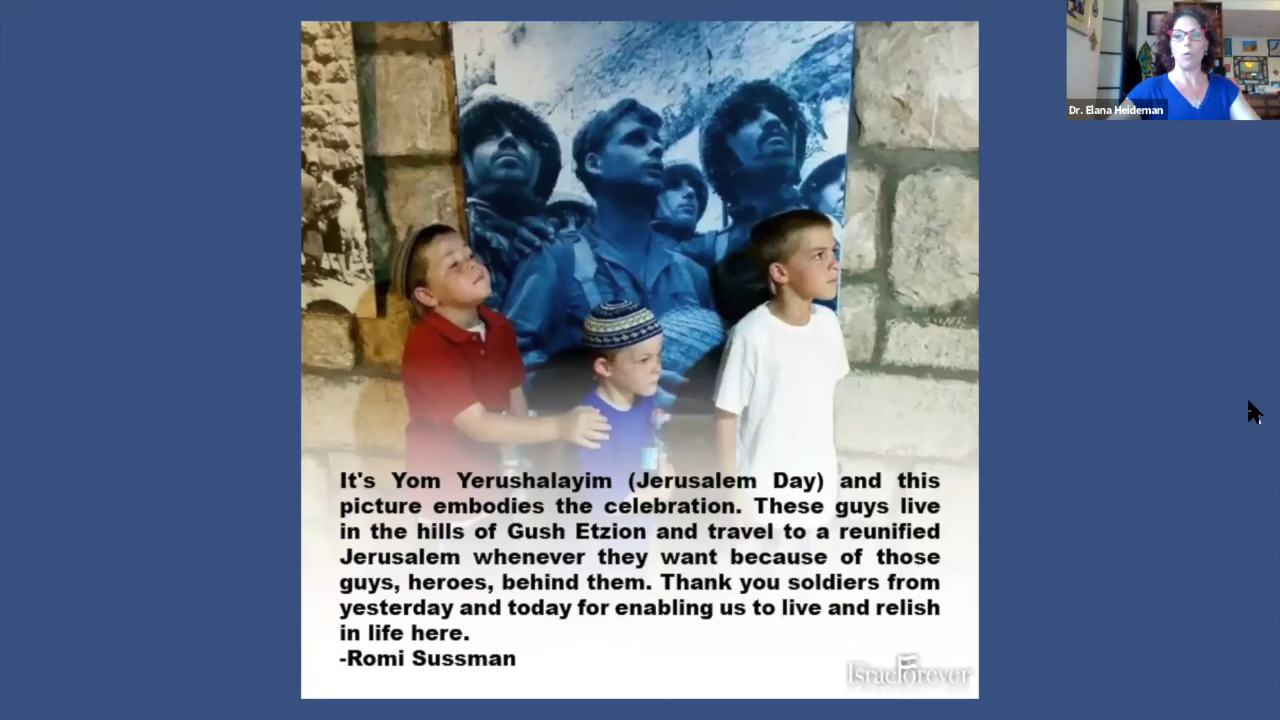 Dr. Elana Heideman
It's Yom Yerushalayim (Jerusalem Day) and this
picture embodies the celebration. These guys live
in the hills of Gush Etzion and travel to a reunified
Jerusalem whenever they want because of those
guys, heroes, behind them. Thank you soldiers from
yesterday and today for enabling us to live and relish
in life here.
-Romi Sussman
IsraelForever